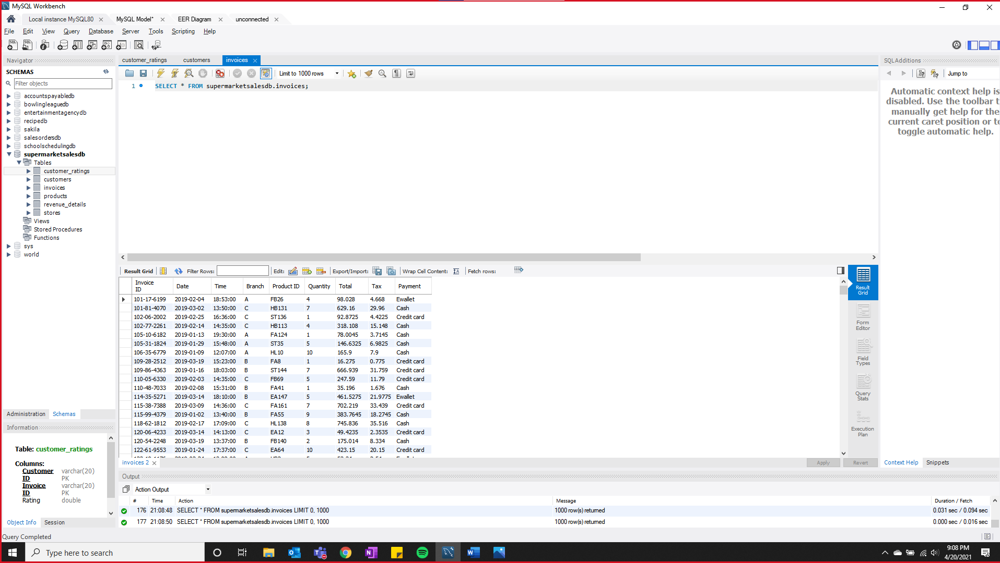 MySQL Workbench
Local instance MySQL80
MySQL Model*
EER Diagram
unconnected
File Edit View Query Database Server Tools Scripting Help
Navigator
SCHEMAS
Filter objects
accountspayabledb
bowlingleaguedb
entertainmentagencydb
recipedb
sakila
salesordersdb
schoolschedulingdb
supermarketsalesdb
Tables
customer_ratings
customers
invoices
products
revenue_details
stores
Views
Stored Procedures
Functions
sys
world
Administration Schemas
Information
Table: customer_ratings
Columns:
Customer varchar(20)
ID PK
Invoice varchar(20)
ID PK
Rating double
Object Info Session
customer_ratings customers invoices
Limit to 1000 rows
1 SELECT * FROM supermarketsalesdb.invoices;
Result Grid Filter Rows: Edit: Export/Import: Wrap Cell Content: Fetch rows:
Invoice ID Date Time Branch Product ID Quantity Total Tax Payment
101-17-6199 2019-02-04 18:53:00 A FB26 4 98.028 4.668 Ewallet
101-81-4070 2019-03-02 13:50:00 C HB131 7 629.16 29.96 Cash
102-06-2002 2019-02-25 16:36:00 C ST136 1 92.8725 4.4225 Credit card
102-77-2261 2019-02-14 14:35:00 C HB113 4 318.108 15.148 Cash
105-10-6182 2019-01-13 19:30:00 A FA124 1 78.0045 3.7145 Cash
105-31-1824 2019-01-29 15:48:00 A ST35 5 146.6325 6.9825 Cash
106-35-6779 2019-01-09 12:07:00 A HL10 10 165.9 7.9 Cash
109-28-2512 2019-03-19 15:23:00 B FA8 1 16.275 0.775 Credit card
109-86-4363 2019-01-16 18:03:00 B ST144 7 666.939 31.759 Credit card
110-05-6330 2019-02-03 14:35:00 C FB69 5 247.59 11.79 Credit card
110-48-7033 2019-02-08 15:31:00 B FA41 1 35.196 1.676 Cash
114-35-5271 2019-03-14 18:10:00 B EA147 5 461.5275 21.9775 Ewallet
115-38-7388 2019-03-09 14:36:00 C FA161 7 702.219 33.439 Credit card
115-99-4379 2019-01-02 13:40:00 B FA55 9 383.7645 18.2745 Cash
118-62-1812 2019-02-17 17:09:00 C HL138 8 745.836 35.516 Cash
120-06-4233 2019-03-14 14:13:00 C EA12 3 49.4235 2.3535 Credit card
120-54-2248 2019-03-19 13:37:00 B FB140 2 175.014 8.334 Cash
122-61-9553 2019-01-24 17:37:00 C EA64 10 423.15 20.15 Credit card
Result
Grid
Form
Editor
Field
Types
Query
Stats
Execution
Plan
invoices 2
Apply Revert
SQLAdditions
Jump to
Automatic context help is
disabled. Use the toolbar t
manually get help for the
current caret position or to
toggle automatic help.
Context Help Snippets
Output
Action Output
# Time Action Message Duration / Fetch
176 21:08:48 SELECT * FROM supermarketsalesdb.invoices LIMIT 0, 1000 1000 row(s) returned 0.031 sec / 0.094 sec
177 21:08:50 SELECT * FROM supermarketsalesdb.invoices LIMIT 0, 1000 1000 row(s) returned 0.000 sec / 0.016 sec
Query Completed
Type here to search
9:08 PM
4/20/2021